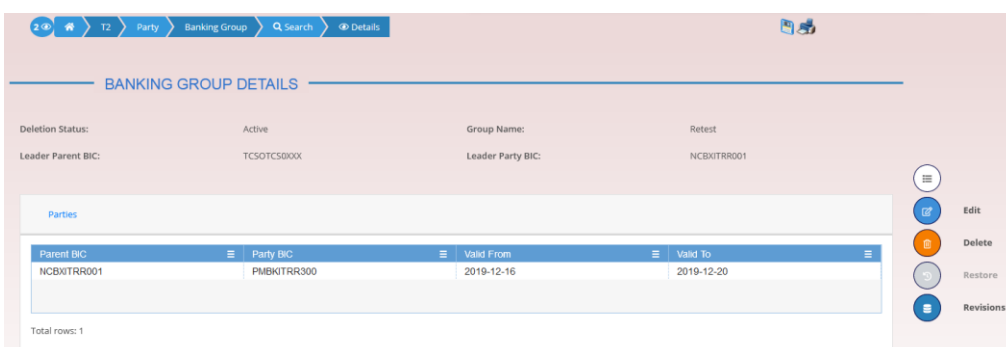 2 T2 Party Banking Group Search Details
BANKING GROUP DETAILS
Deletion Status: Active Group Name: Retest
Leader Parent BIC: TCSOTCS0XXX Leader Party BIC: NCBXITRR001
Parties
Edit
Delete
Restore
Revisions
Parent BIC Party BIC Valid From Valid To
NCBXITRR001 PMBKITRR300 2019-12-16 2019-12-20
Total rows: 1